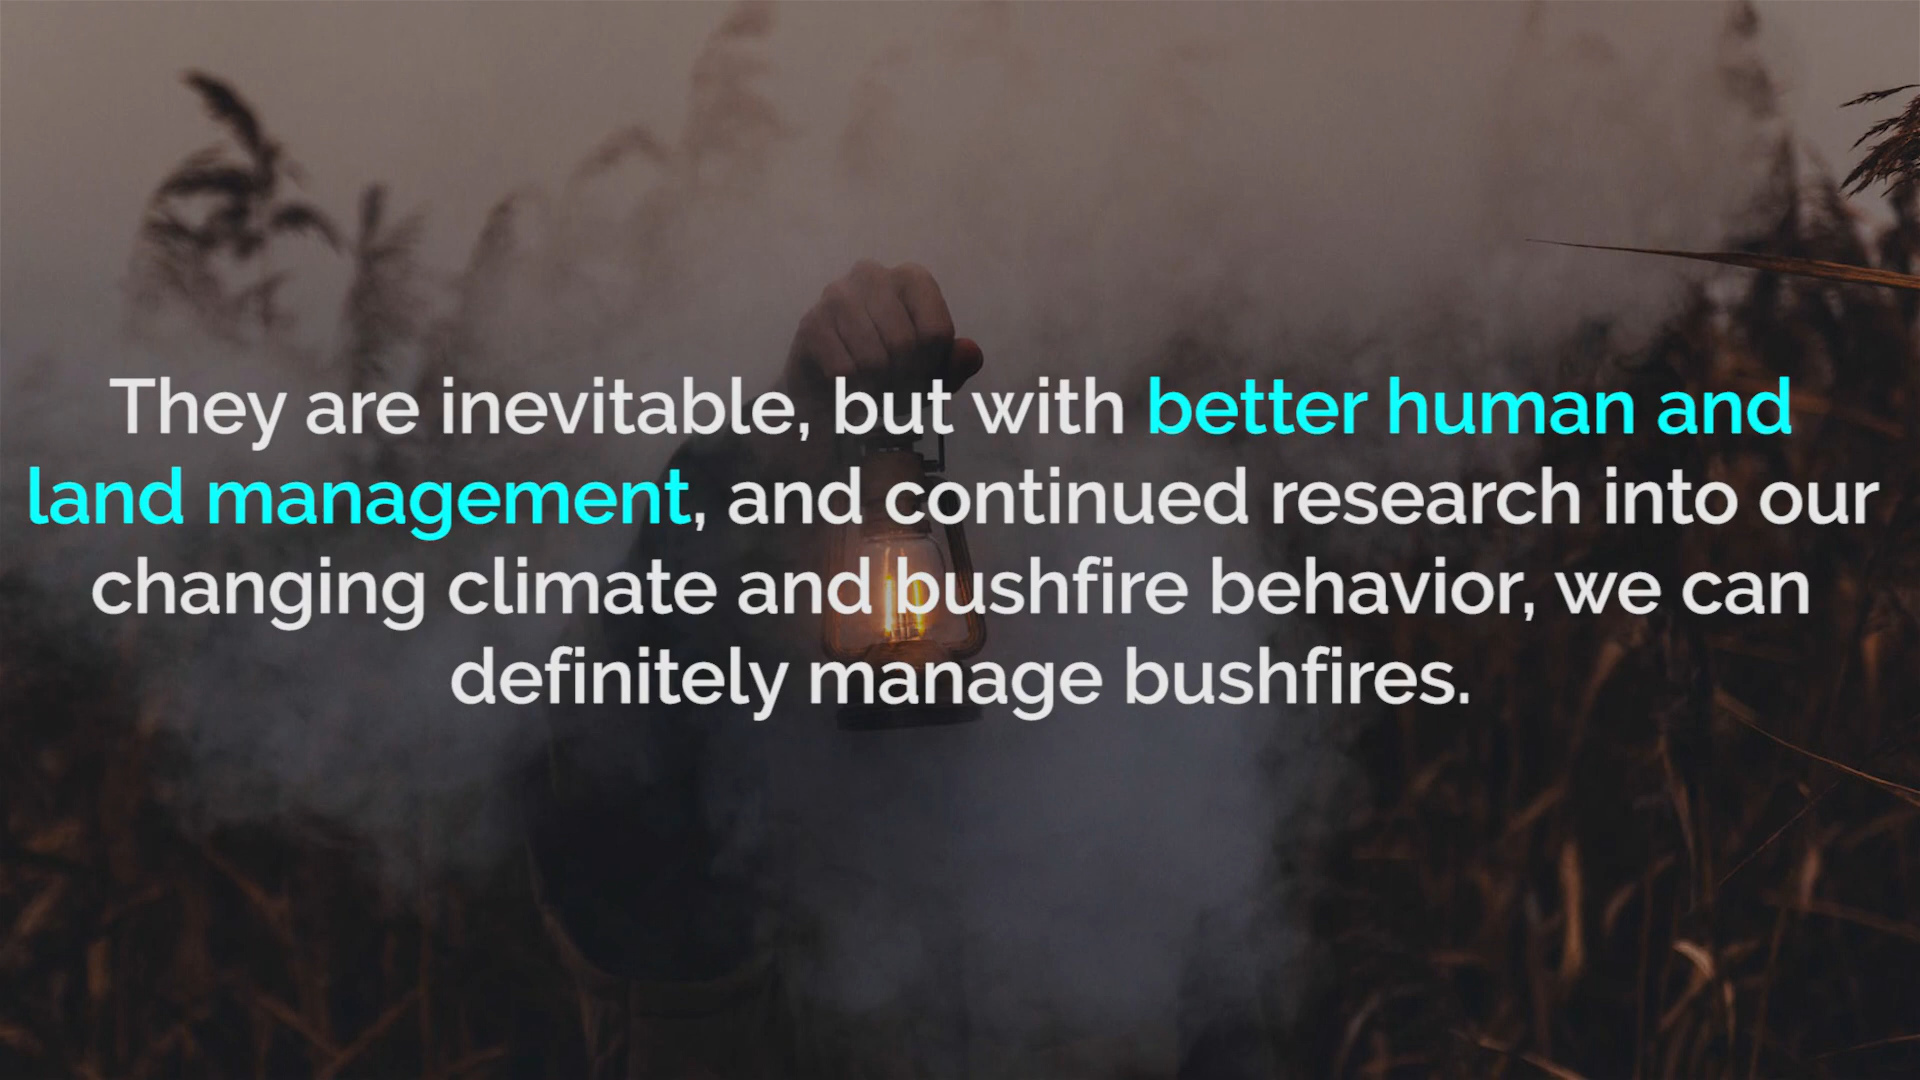 They are inevitable, but with better human and
land management, and continued research into our
changing climate and bushfire behavior, we can
definitely manage bushfires.